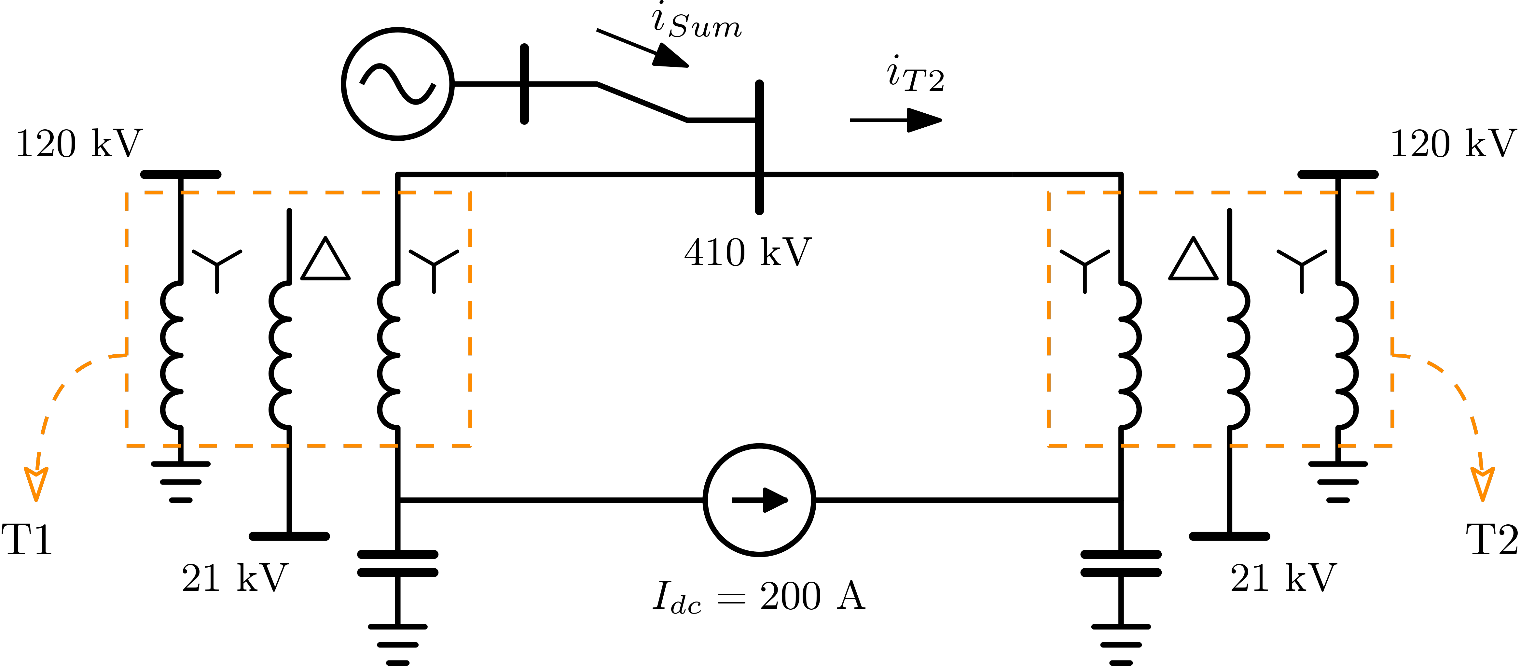 i_{Sum}
i_{T2}
120 kV
120 kV
410 kV
T1
T2
21 kV
21 kV
I_{dc} = 200 A